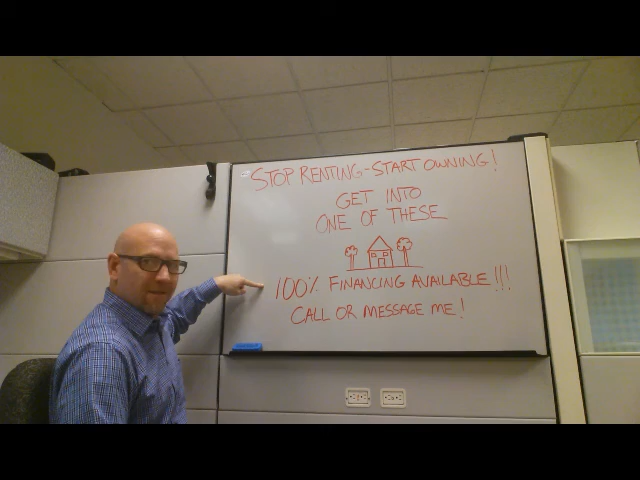 STOP RENTING-START OWNING!
GET INTO
ONE OF THESE
100% FINANCING AVAILABLE!!!
CALL OR MESSAGE ME!